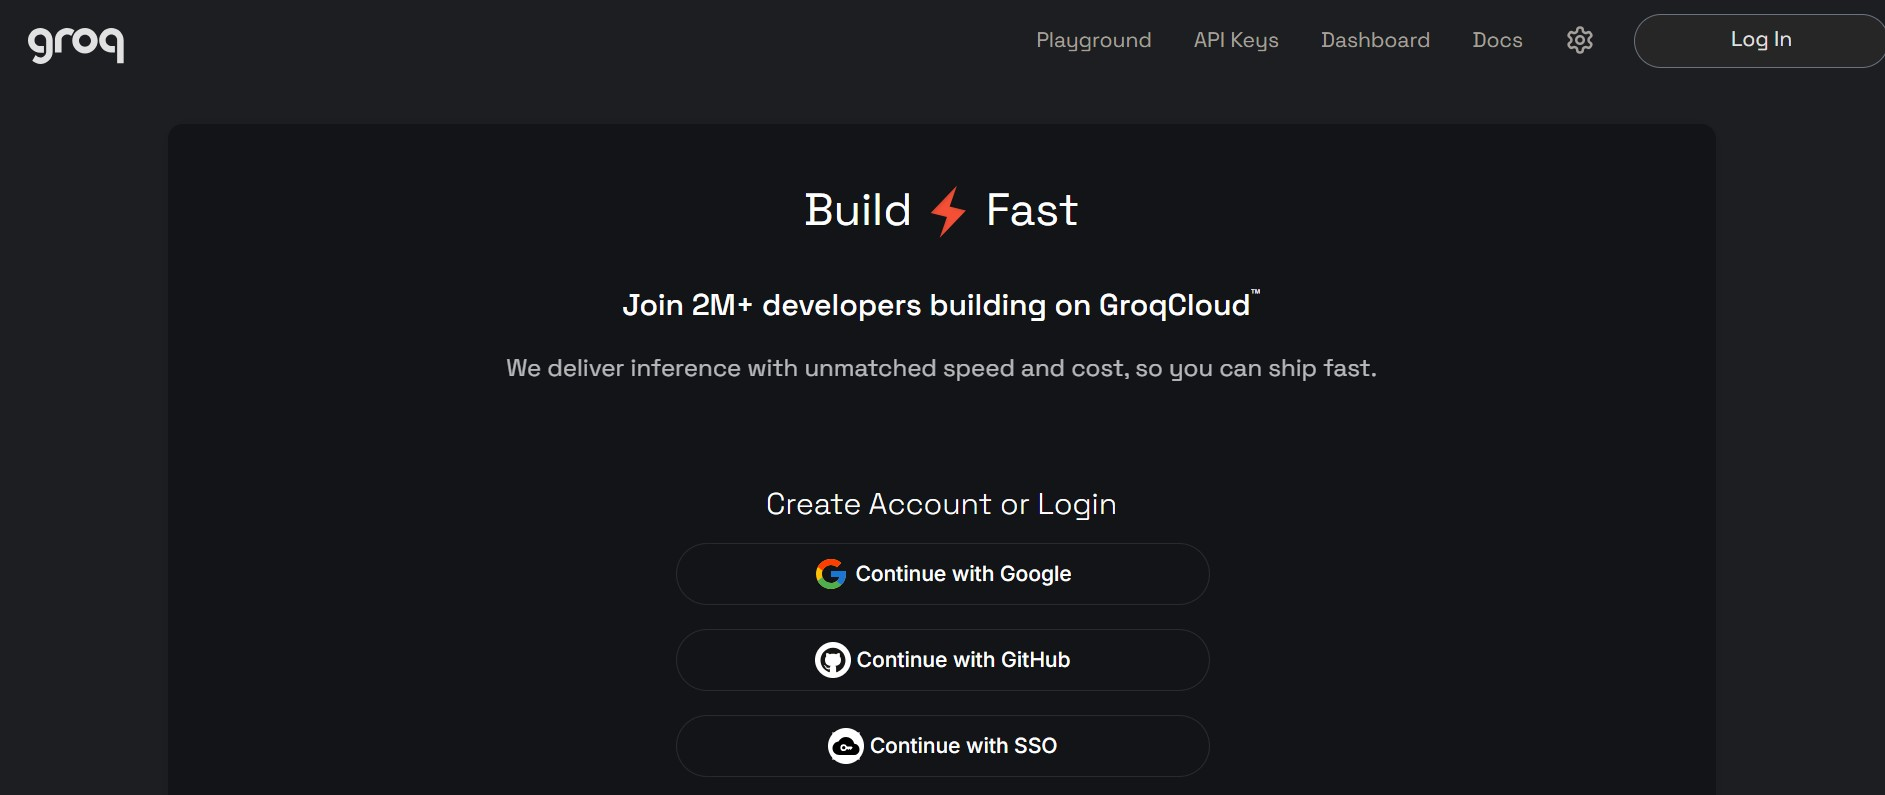 groq
Playground API Keys Dashboard Docs Log In
Build Fast
Join 2M+ developers building on GroqCloud™
We deliver inference with unmatched speed and cost, so you can ship fast.
Create Account or Login
Continue with Google
Continue with GitHub
Continue with SSO